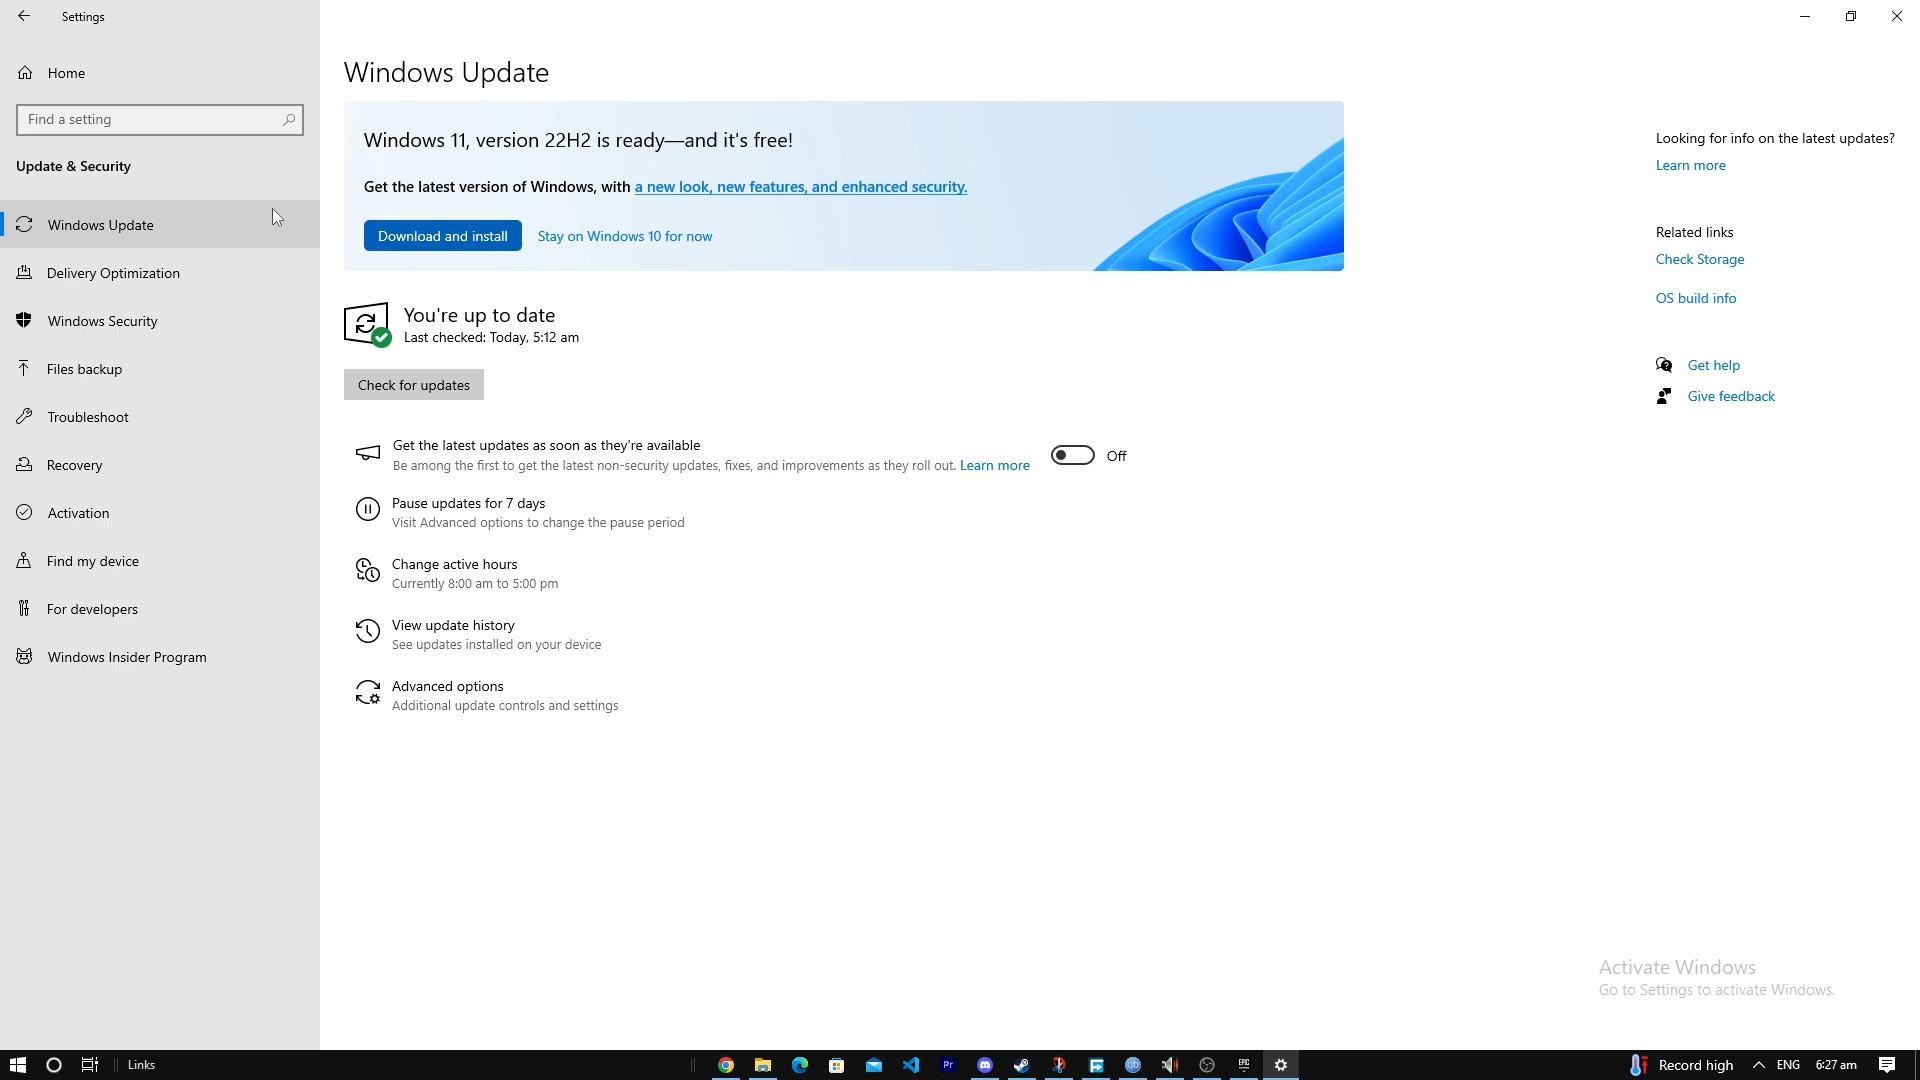 Settings
Home
Find a setting
Update & Security
Windows Update
Delivery Optimization
Windows Security
Files backup
Troubleshoot
Recovery
Activation
Find my device
For developers
Windows Insider Program
Windows Update
Windows 11, version 22H2 is ready—and it's free!
Get the latest version of Windows, with a new look, new features, and enhanced security.
Download and install
Stay on Windows 10 for now
You're up to date
Last checked: Today, 5:12 am
Check for updates
Get the latest updates as soon as they're available
Be among the first to get the latest non-security updates, fixes, and improvements as they roll out. Learn more
Off
Pause updates for 7 days
Visit Advanced options to change the pause period
Change active hours
Currently 8:00 am to 5:00 pm
View update history
See updates installed on your device
Advanced options
Additional update controls and settings
Looking for info on the latest updates?
Learn more
Related links
Check Storage
OS build info
Get help
Give feedback
Activate Windows
Go to Settings to activate Windows.
Links
Pr
qb
EPIC
Record high
ENG
6:27 am